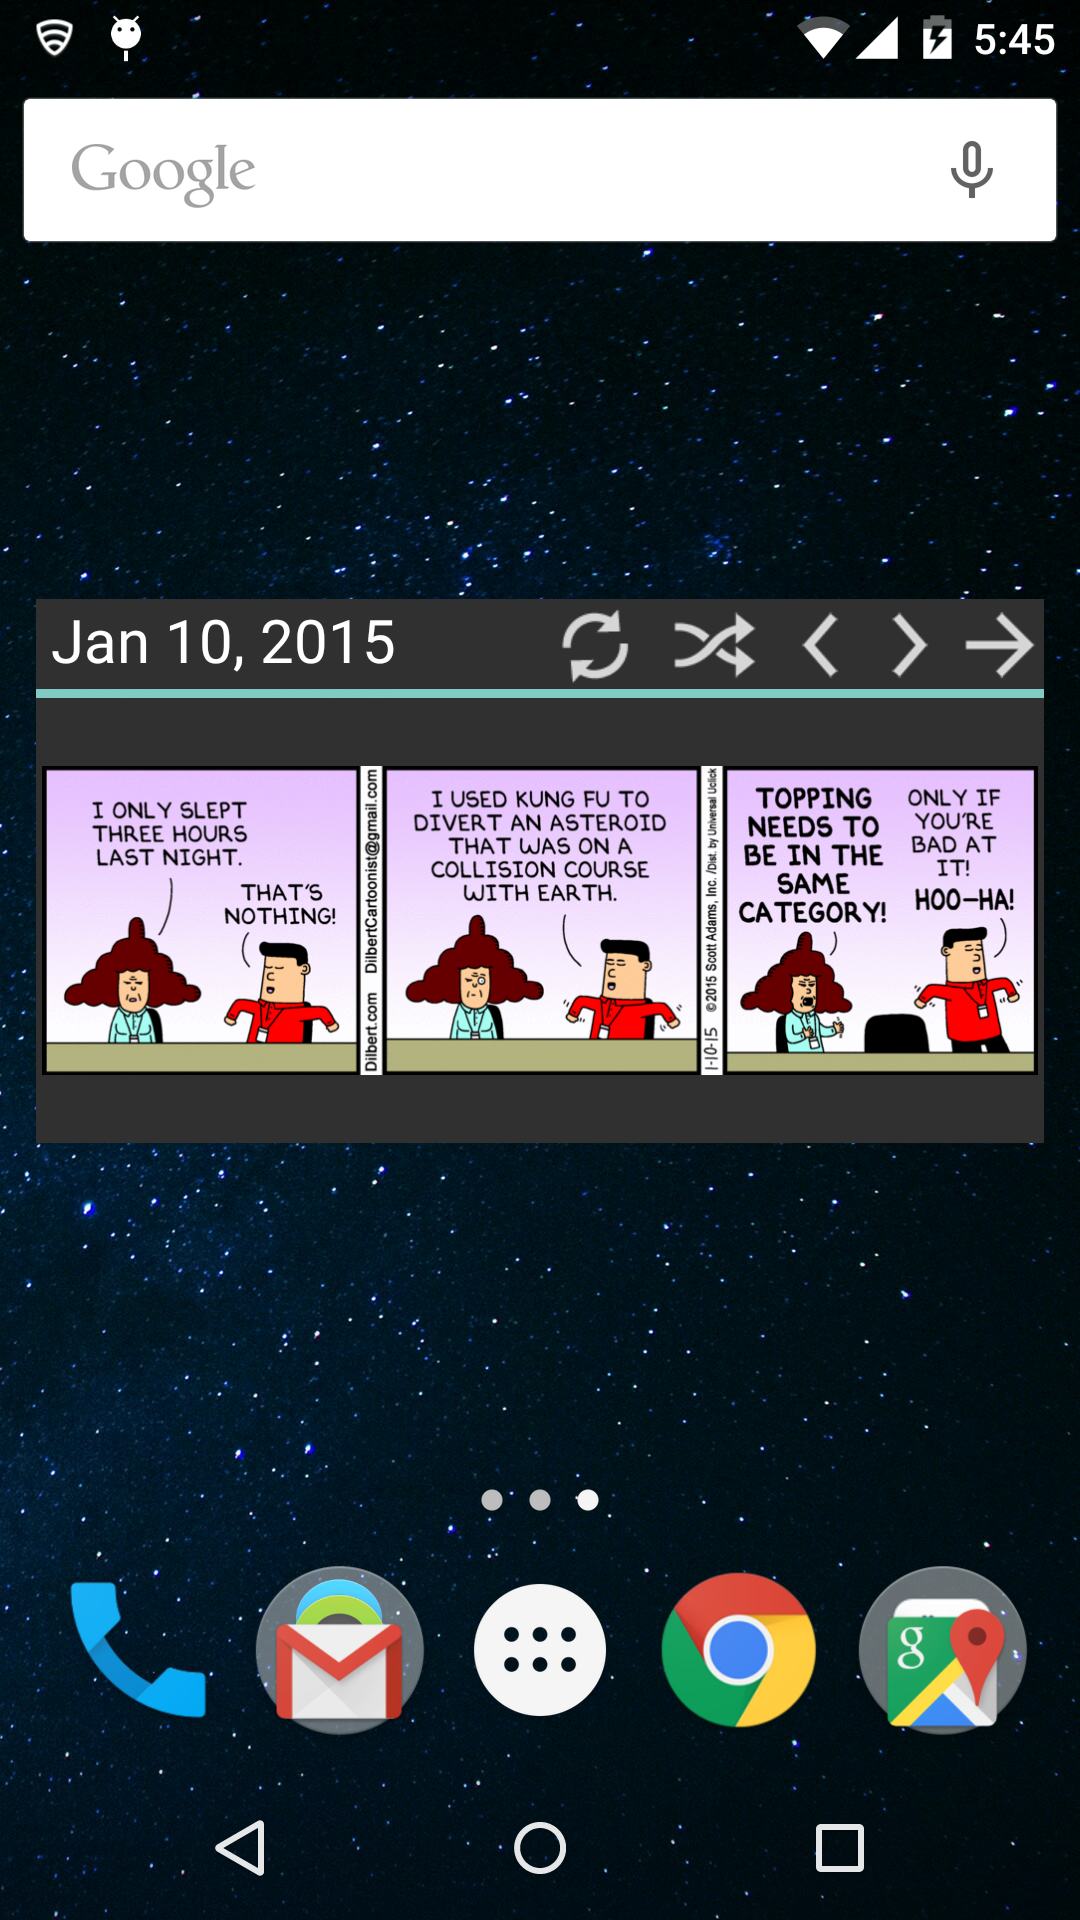 5:45
Google
Jan 10, 2015
I ONLY SLEPT
THREE HOURS
LAST NIGHT.
THAT'S
NOTHING!
Dilbert.com DilbertCartoonist@gmail.com
I USED KUNG FU TO
DIVERT AN ASTEROID
THAT WAS ON A
COLLISION COURSE
WITH EARTH.
1-10-15 ©2015 Scott Adams, Inc. /Dist. by Universal Uclick
TOPPING
NEEDS TO
BE IN THE
SAME
CATEGORY!
ONLY IF
YOU'RE
BAD AT
IT!
HOO-HA!
g